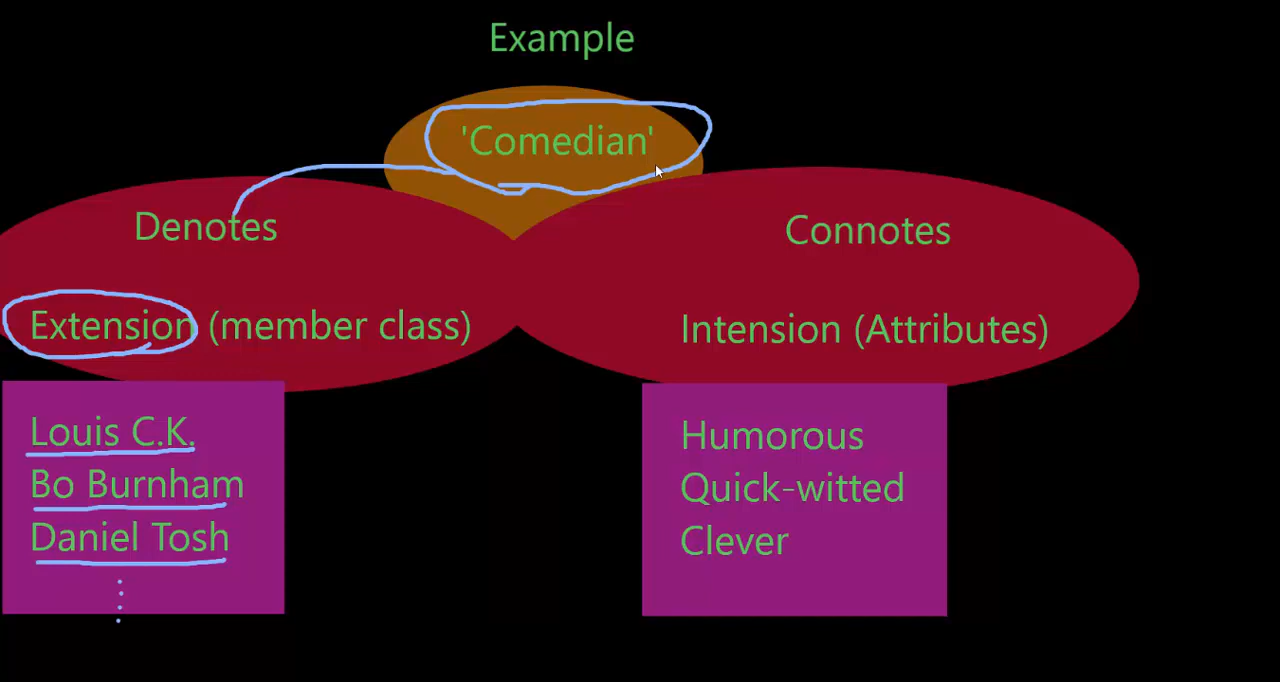 Example
'Comedian'
Denotes
Connotes
Extension (member class)
Intension (Attributes)
Louis C.K.
Bo Burnham
Daniel Tosh
Humorous
Quick-witted
Clever